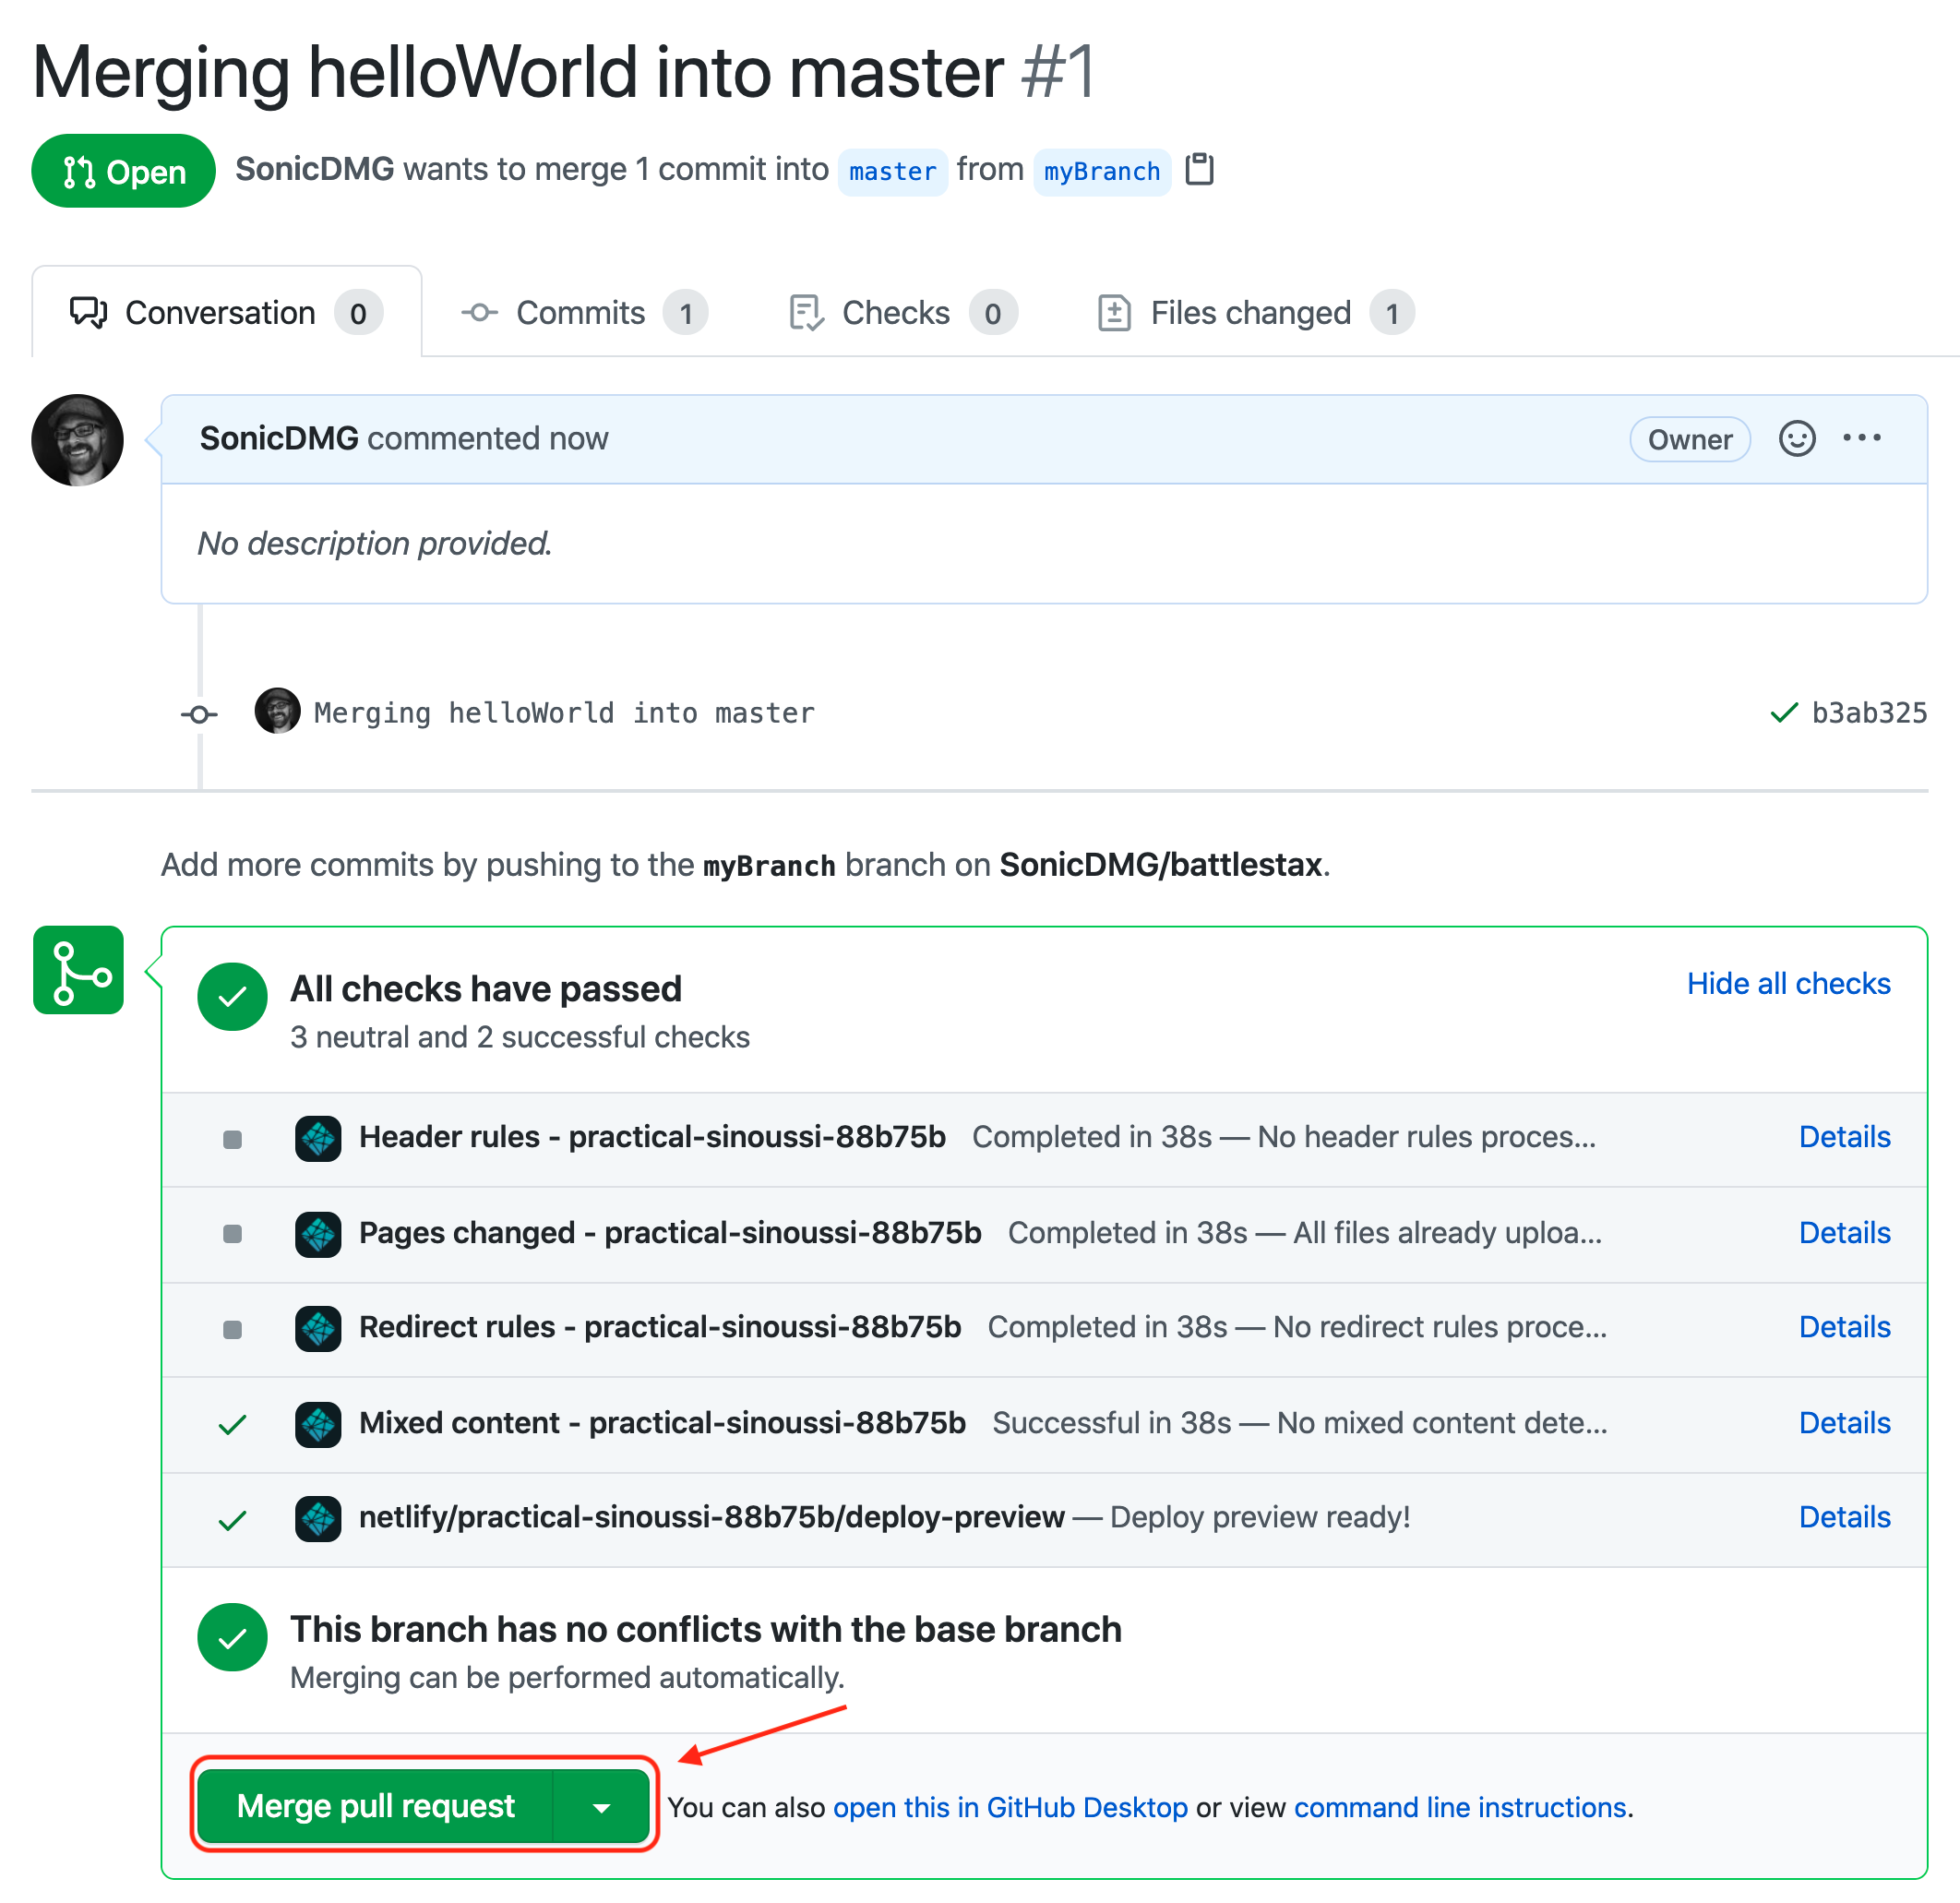 Merging helloWorld into master #1
Open SonicDMG wants to merge 1 commit into master from myBranch
Conversation 0 Commits 1 Checks 0 Files changed 1
SonicDMG commented now Owner
No description provided.
Merging helloWorld into master b3ab325
Add more commits by pushing to the myBranch branch on SonicDMG/battlestax.
All checks have passed Hide all checks
3 neutral and 2 successful checks
Header rules - practical-sinoussi-88b75b Completed in 38s — No header rules proces... Details
Pages changed - practical-sinoussi-88b75b Completed in 38s — All files already uploa... Details
Redirect rules - practical-sinoussi-88b75b Completed in 38s — No redirect rules proce... Details
Mixed content - practical-sinoussi-88b75b Successful in 38s — No mixed content dete... Details
netlify/practical-sinoussi-88b75b/deploy-preview — Deploy preview ready! Details
This branch has no conflicts with the base branch
Merging can be performed automatically.
Merge pull request You can also open this in GitHub Desktop or view command line instructions.